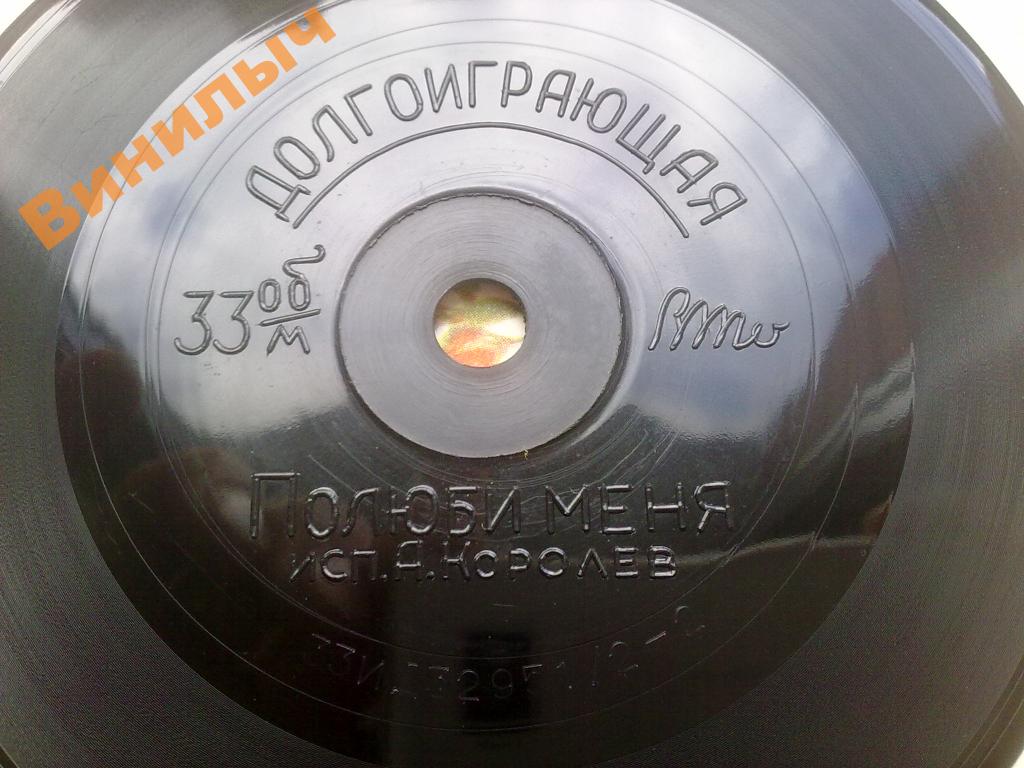 Винилыч
ДОЛГОИГРАЮЩАЯ
33 об/м
ПОЛЮБИ МЕНЯ
ИСП. А. КОРОЛЕВ